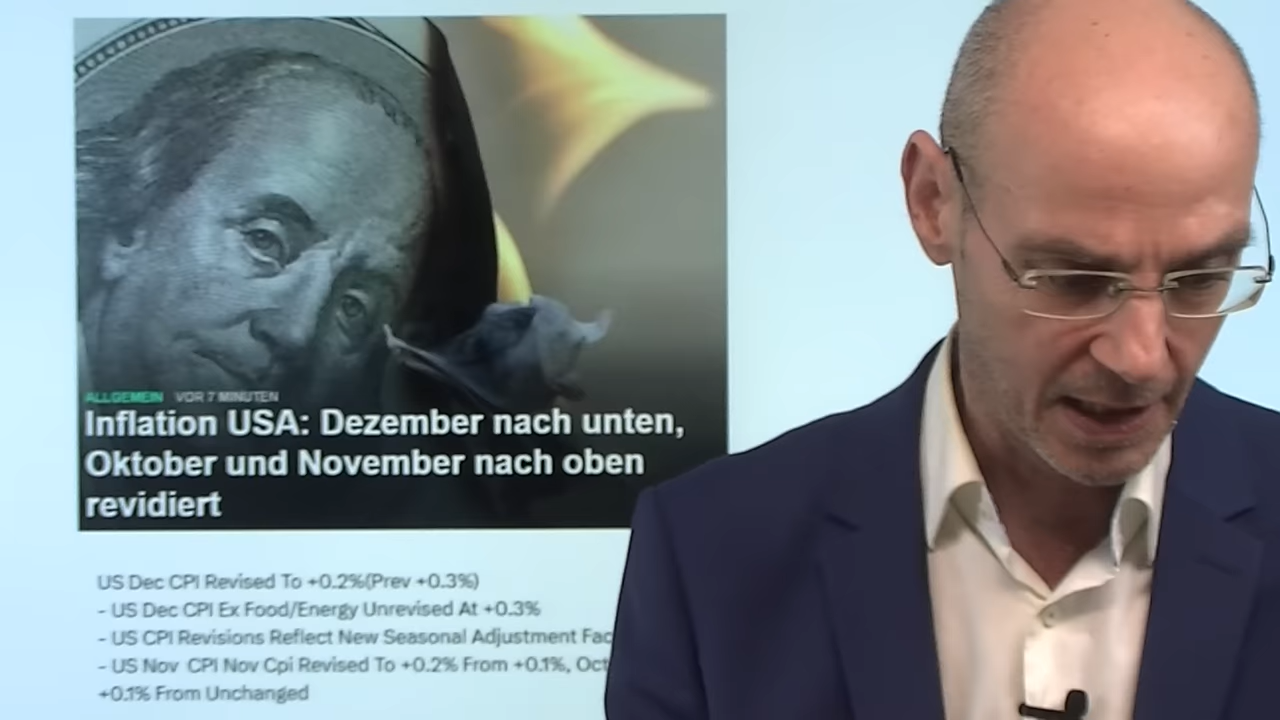 ALLGEMEIN VOR 7 MINUTEN
Inflation USA: Dezember nach unten,
Oktober und November nach oben
revidiert
US Dec CPI Revised To +0.2%(Prev +0.3%)
- US Dec CPI Ex Food/Energy Unrevised At +0.3%
- US CPI Revisions Reflect New Seasonal Adjustment Fac
- US Nov CPI Nov Cpi Revised To +0.2% From +0.1%, Oct
+0.1% From Unchanged